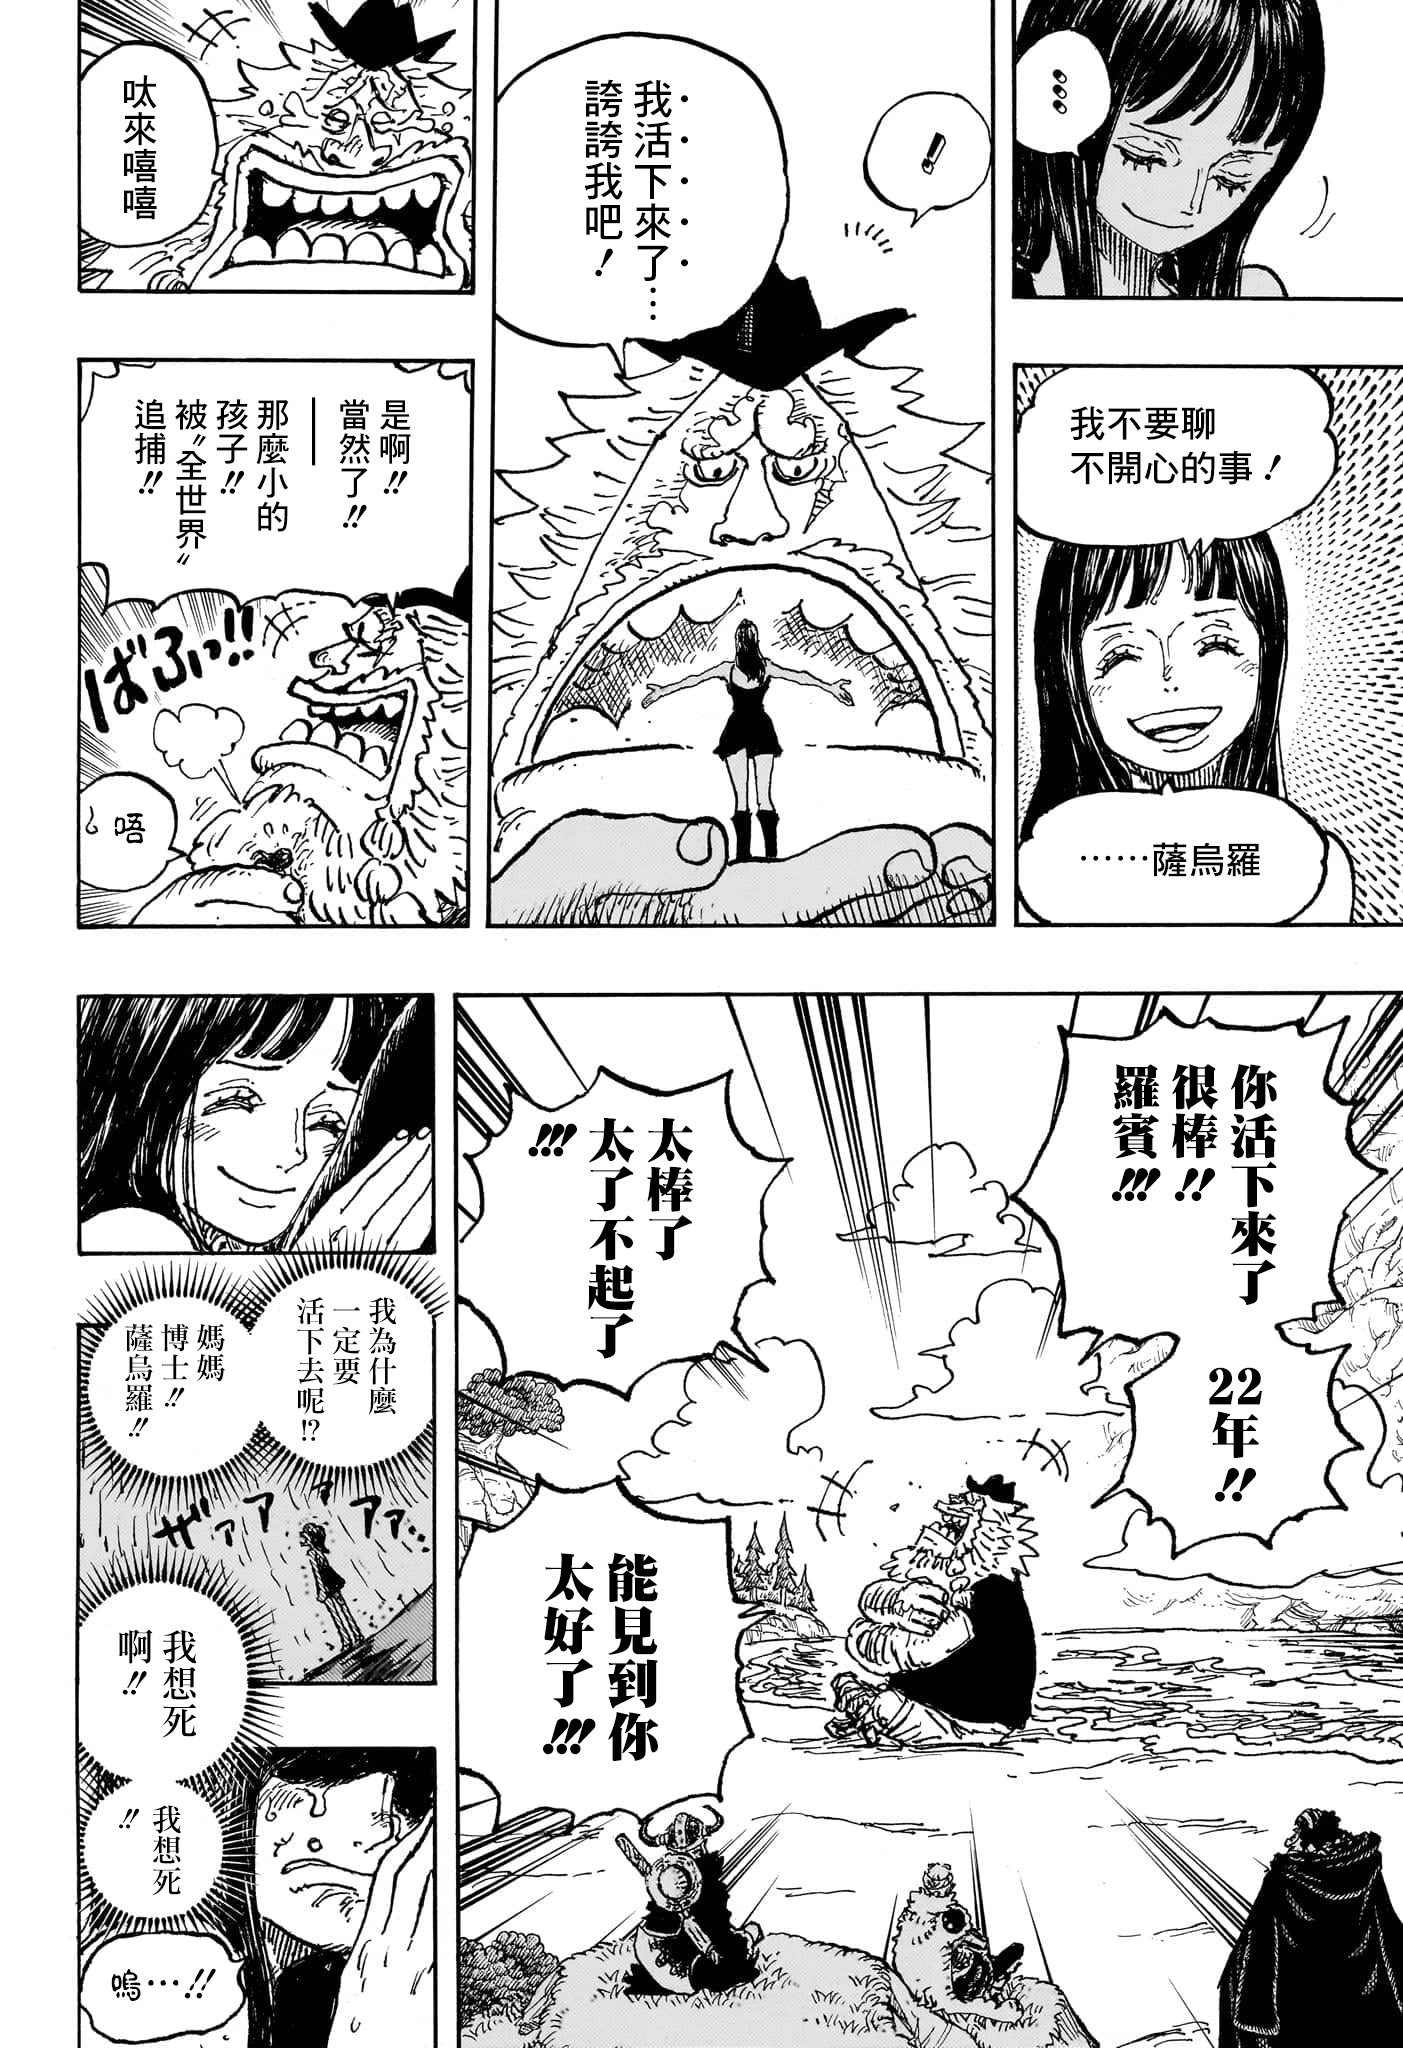 我不要聊
不開心的事！
……薩烏羅
！
我活下來了…
誇誇我吧！
呔來嘻嘻
是啊！！
當然了！！
——
那麼小的
孩子！！
被〝全世界〟
追捕！！
ばふっ！！
唔
你活下來了 22年！！
很棒！！
羅賓！！！
太棒了
太了不起了
！！！
能見到你
太好了！！！
我為什麼
一定要
活下去呢！？
媽媽
博士！！
薩烏羅！！
ザァァァァァ‥
我想死
啊！！
我想死
！！
嗚…！！